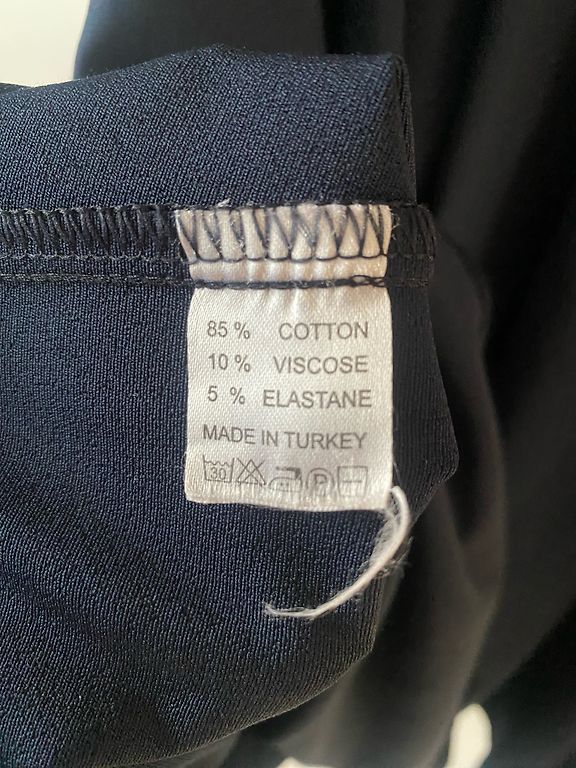 85 % COTTON
10 % VISCOSE
5 % ELASTANE
MADE IN TURKEY
30 P